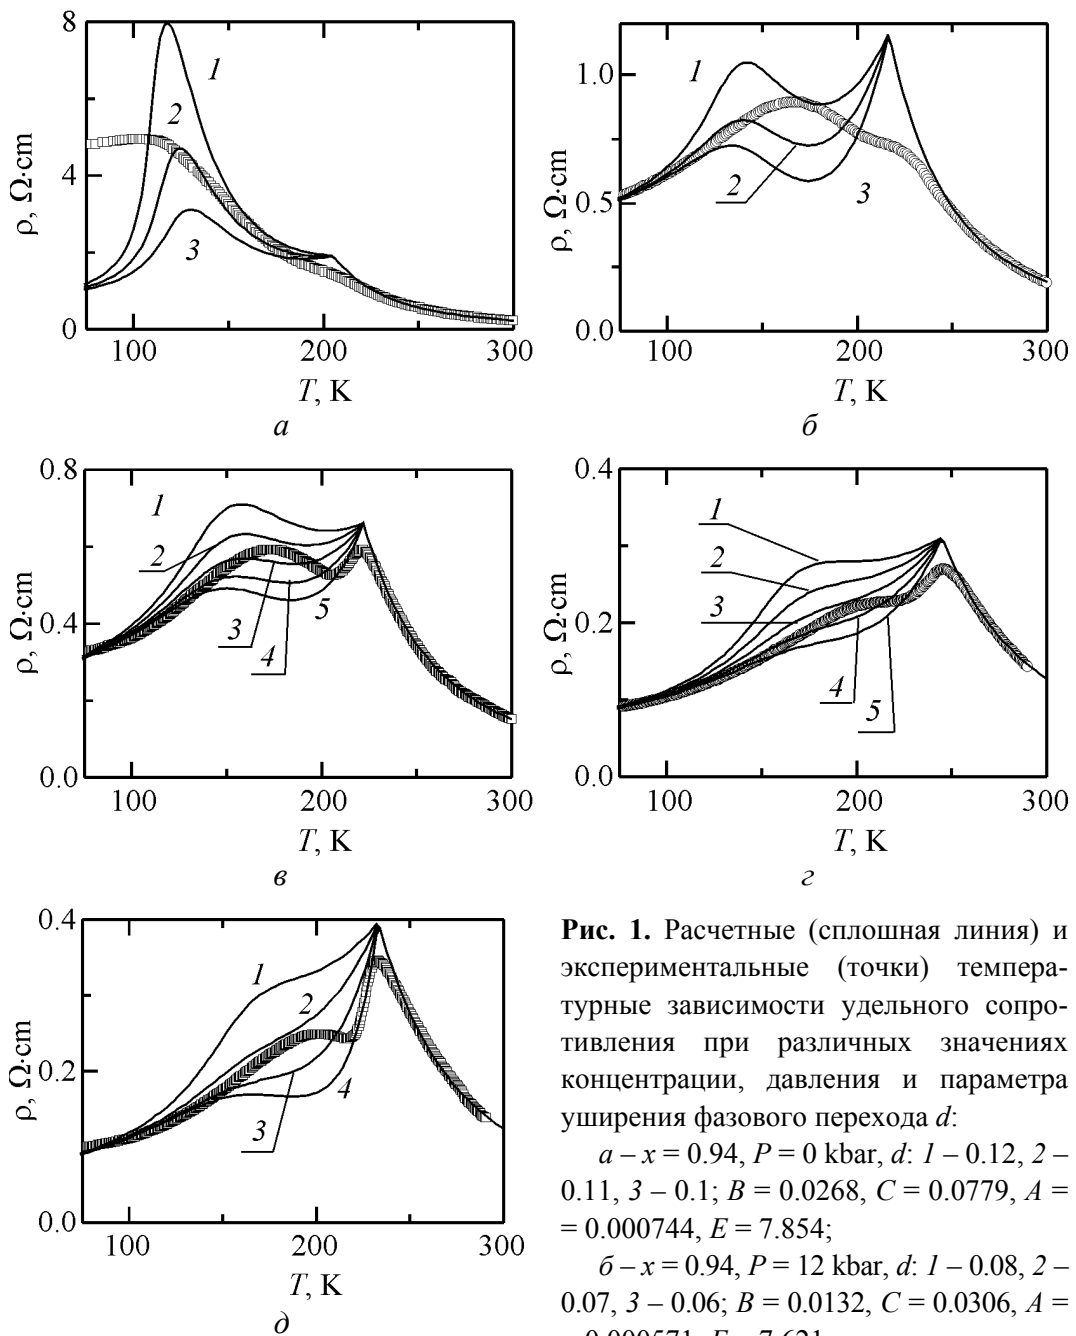 8
4
0
ρ, Ω·cm
1
2
3
100 200 300
T, K
а
1.0
0.5
0.0
ρ, Ω·cm
1
2
3
100 200 300
T, K
б
0.8
0.4
0.0
ρ, Ω·cm
1
2
3
4
5
100 200 300
T, K
в
0.4
0.2
0.0
ρ, Ω·cm
1
2
3
4
5
100 200 300
T, K
г
0.4
0.2
0.0
ρ, Ω·cm
1
2
3
4
100 200 300
T, K
д
Рис. 1. Расчетные (сплошная линия) и
экспериментальные (точки) темпера-
турные зависимости удельного сопро-
тивления при различных значениях
концентрации, давления и параметра
уширения фазового перехода d:
а – x = 0.94, P = 0 kbar, d: 1 – 0.12, 2 –
0.11, 3 – 0.1; B = 0.0268, C = 0.0779, A =
= 0.000744, E = 7.854;
б – x = 0.94, P = 12 kbar, d: 1 – 0.08, 2 –
0.07, 3 – 0.06; B = 0.0132, C = 0.0306, A =